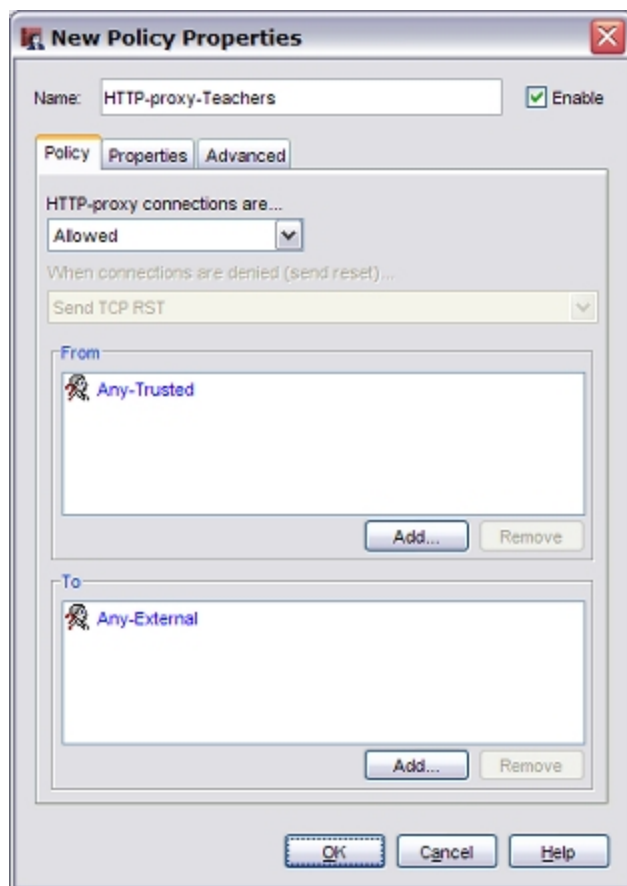 New Policy Properties
Name: HTTP-proxy-Teachers Enable
Policy Properties Advanced
HTTP-proxy connections are...
Allowed
When connections are denied (send reset)...
Send TCP RST
From
Any-Trusted
Add... Remove
To
Any-External
Add... Remove
OK Cancel Help